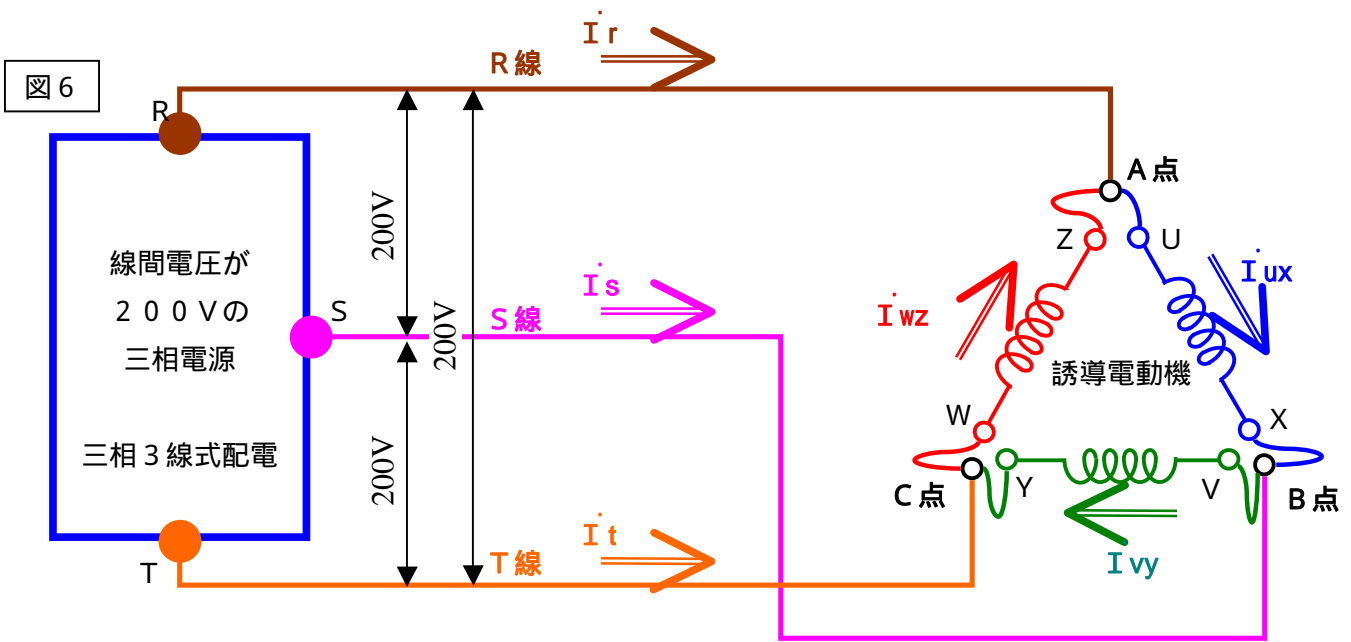 図６
R
線間電圧が
２００Ｖの
三相電源
三相３線式配電
S
T
200V
200V
200V
R線
İr
S線
İs
T線
İt
A点
Z
U
İwz
İux
誘導電動機
W
X
C点
Y
V
B点
İvy